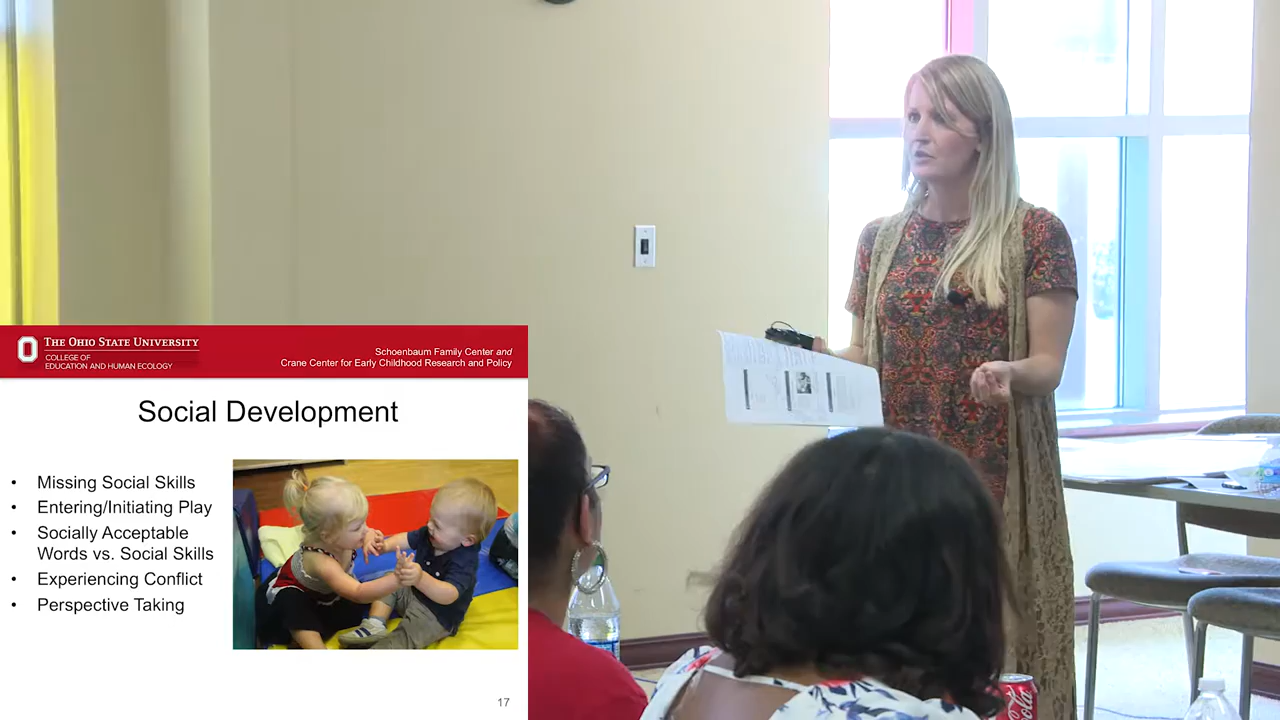 THE OHIO STATE UNIVERSITY
COLLEGE OF
EDUCATION AND HUMAN ECOLOGY
Schoenbaum Family Center and
Crane Center for Early Childhood Research and Policy
Social Development
• Missing Social Skills
• Entering/Initiating Play
• Socially Acceptable
Words vs. Social Skills
• Experiencing Conflict
• Perspective Taking
17